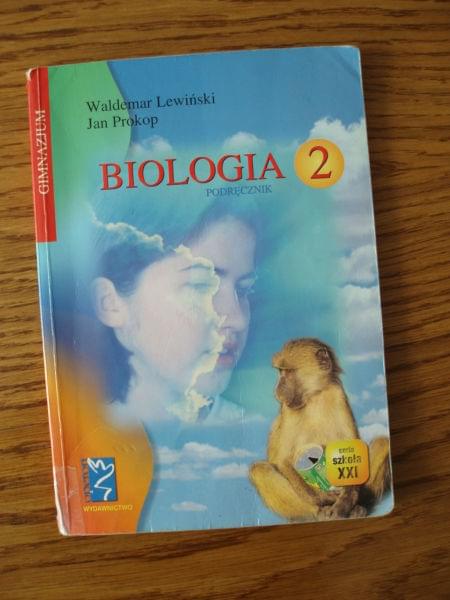 GIMNAZJUM
Waldemar Lewiński
Jan Prokop
BIOLOGIA 2
PODRĘCZNIK
seria
szkoła
XXI
WYDAWNICTWO